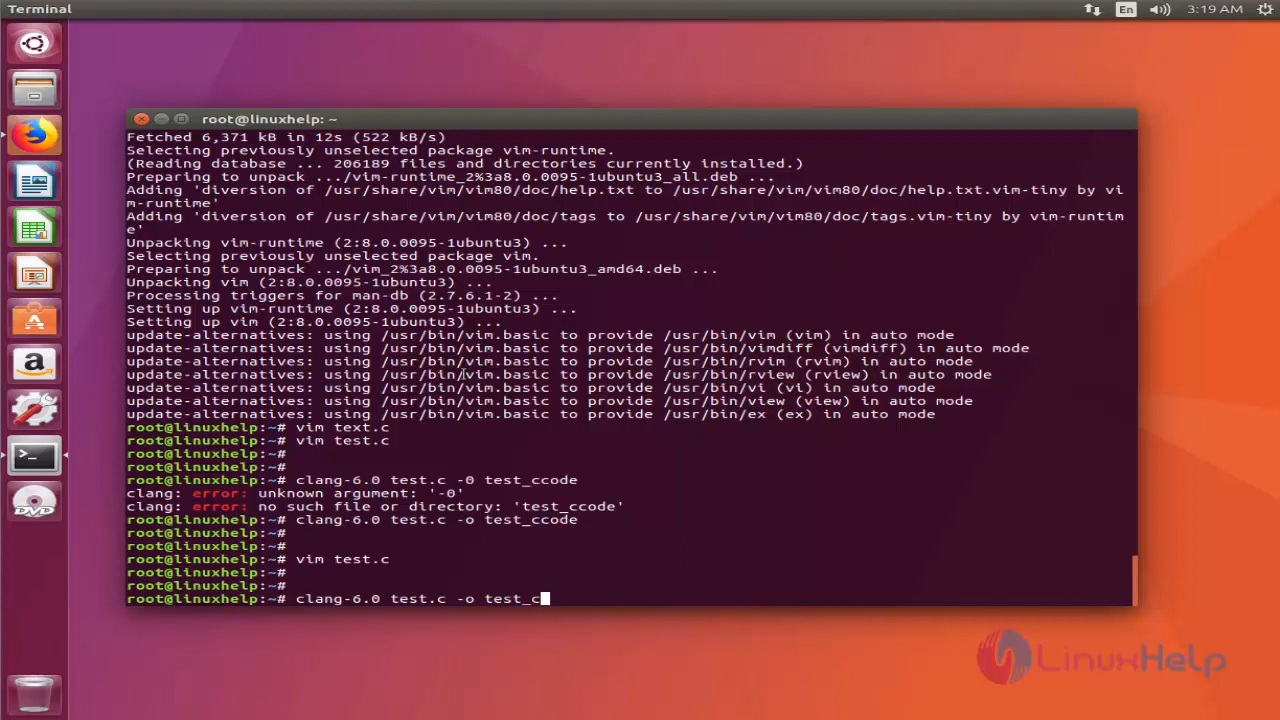 Terminal
En
3:19 AM
root@linuxhelp: ~
Fetched 6,371 kB in 12s (522 kB/s)
Selecting previously unselected package vim-runtime.
(Reading database ... 206189 files and directories currently installed.)
Preparing to unpack .../vim-runtime_2%3a8.0.0095-1ubuntu3_all.deb ...
Adding 'diversion of /usr/share/vim/vim80/doc/help.txt to /usr/share/vim/vim80/doc/help.txt.vim-tiny by vi
m-runtime'
Adding 'diversion of /usr/share/vim/vim80/doc/tags to /usr/share/vim/vim80/doc/tags.vim-tiny by vim-runtim
e'
Unpacking vim-runtime (2:8.0.0095-1ubuntu3) ...
Selecting previously unselected package vim.
Preparing to unpack .../vim_2%3a8.0.0095-1ubuntu3_amd64.deb ...
Unpacking vim (2:8.0.0095-1ubuntu3) ...
Processing triggers for man-db (2.7.6.1-2) ...
Setting up vim-runtime (2:8.0.0095-1ubuntu3) ...
Setting up vim (2:8.0.0095-1ubuntu3) ...
update-alternatives: using /usr/bin/vim.basic to provide /usr/bin/vim (vim) in auto mode
update-alternatives: using /usr/bin/vim.basic to provide /usr/bin/vimdiff (vimdiff) in auto mode
update-alternatives: using /usr/bin/vim.basic to provide /usr/bin/rvim (rvim) in auto mode
update-alternatives: using /usr/bin/vim.basic to provide /usr/bin/rview (rview) in auto mode
update-alternatives: using /usr/bin/vim.basic to provide /usr/bin/vi (vi) in auto mode
update-alternatives: using /usr/bin/vim.basic to provide /usr/bin/view (view) in auto mode
update-alternatives: using /usr/bin/vim.basic to provide /usr/bin/ex (ex) in auto mode
root@linuxhelp:~# vim text.c
root@linuxhelp:~# vim test.c
root@linuxhelp:~#
root@linuxhelp:~#
root@linuxhelp:~# clang-6.0 test.c -0 test_ccode
clang: error: unknown argument: '-0'
clang: error: no such file or directory: 'test_ccode'
root@linuxhelp:~# clang-6.0 test.c -o test_ccode
root@linuxhelp:~#
root@linuxhelp:~#
root@linuxhelp:~# vim test.c
root@linuxhelp:~#
root@linuxhelp:~#
root@linuxhelp:~# clang-6.0 test.c -o test_c
DVD
LinuxHelp